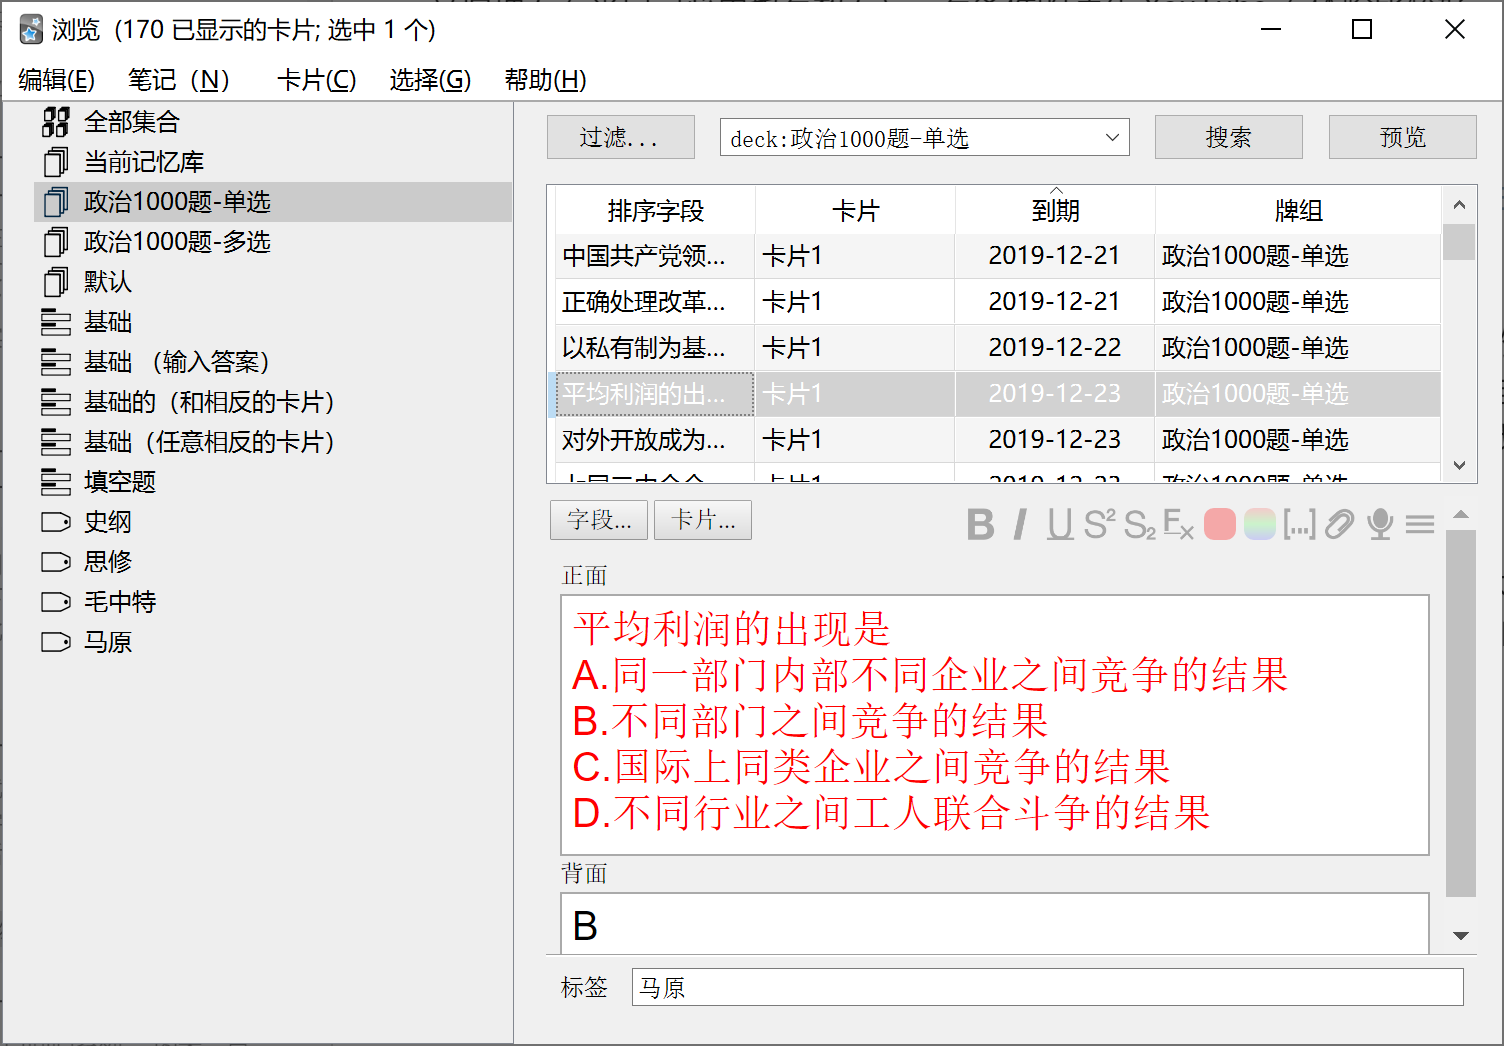 浏览 (170 已显示的卡片; 选中 1 个)
编辑(E) 笔记（N） 卡片(C) 选择(G) 帮助(H)
全部集合
当前记忆库
政治1000题-单选
政治1000题-多选
默认
基础
基础 （输入答案）
基础的（和相反的卡片）
基础（任意相反的卡片）
填空题
史纲
思修
毛中特
马原
过滤... deck:政治1000题-单选 搜索 预览
排序字段 卡片 到期 牌组
中国共产党领... 卡片1 2019-12-21 政治1000题-单选
正确处理改革... 卡片1 2019-12-21 政治1000题-单选
以私有制为基... 卡片1 2019-12-22 政治1000题-单选
平均利润的出... 卡片1 2019-12-23 政治1000题-单选
对外开放成为... 卡片1 2019-12-23 政治1000题-单选
字段... 卡片...
正面
平均利润的出现是
A.同一部门内部不同企业之间竞争的结果
B.不同部门之间竞争的结果
C.国际上同类企业之间竞争的结果
D.不同行业之间工人联合斗争的结果
背面
B
标签 马原